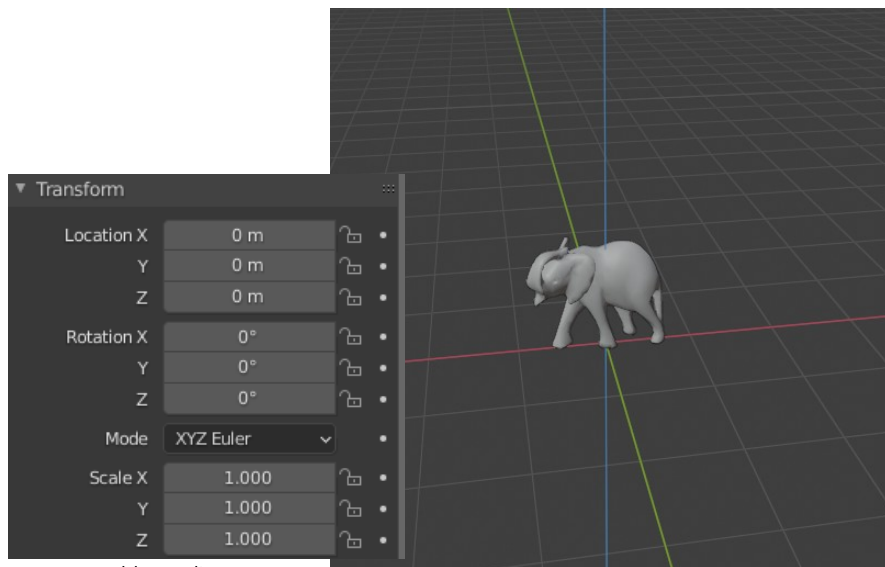 Transform
Location X 0 m
Y 0 m
Z 0 m
Rotation X 0°
Y 0°
Z 0°
Mode XYZ Euler
Scale X 1.000
Y 1.000
Z 1.000